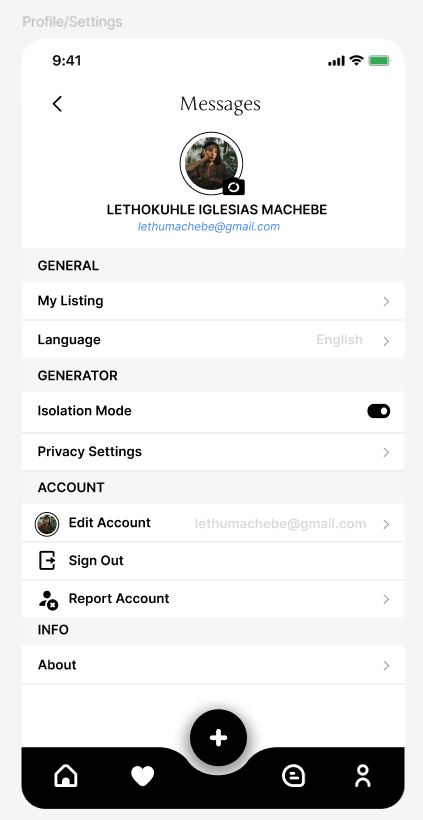 Profile/Settings
9:41
Messages
LETHOKUHLE IGLESIAS MACHEBE
lethumachebe@gmail.com
GENERAL
My Listing
Language English
GENERATOR
Isolation Mode
Privacy Settings
ACCOUNT
Edit Account lethumachebe@gmail.com
Sign Out
Report Account
INFO
About